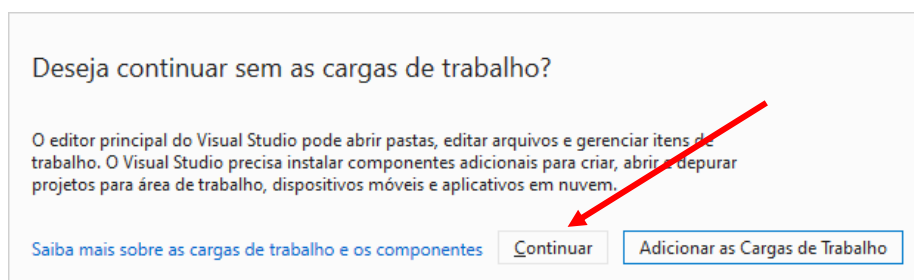 Deseja continuar sem as cargas de trabalho?
O editor principal do Visual Studio pode abrir pastas, editar arquivos e gerenciar itens de
trabalho. O Visual Studio precisa instalar componentes adicionais para criar, abrir e depurar
projetos para área de trabalho, dispositivos móveis e aplicativos em nuvem.
Saiba mais sobre as cargas de trabalho e os componentes Continuar Adicionar as Cargas de Trabalho